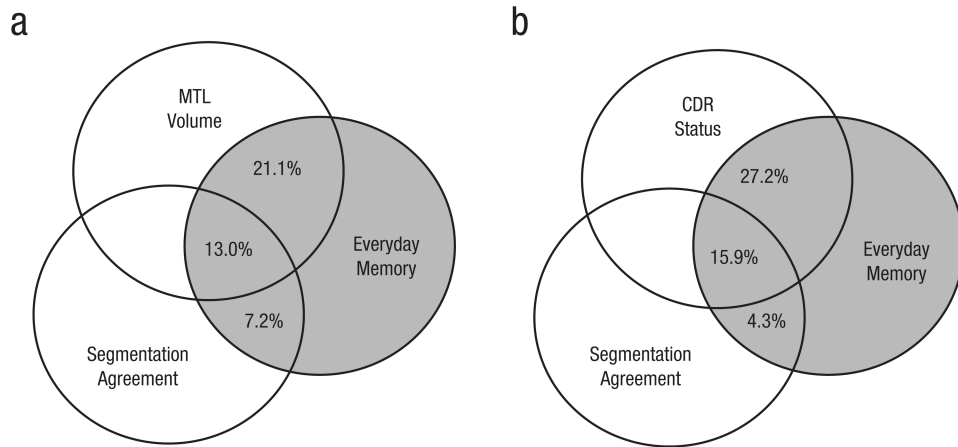 a
MTL
Volume
21.1%
13.0%
Everyday
Memory
7.2%
Segmentation
Agreement
b
CDR
Status
27.2%
15.9%
Everyday
Memory
4.3%
Segmentation
Agreement